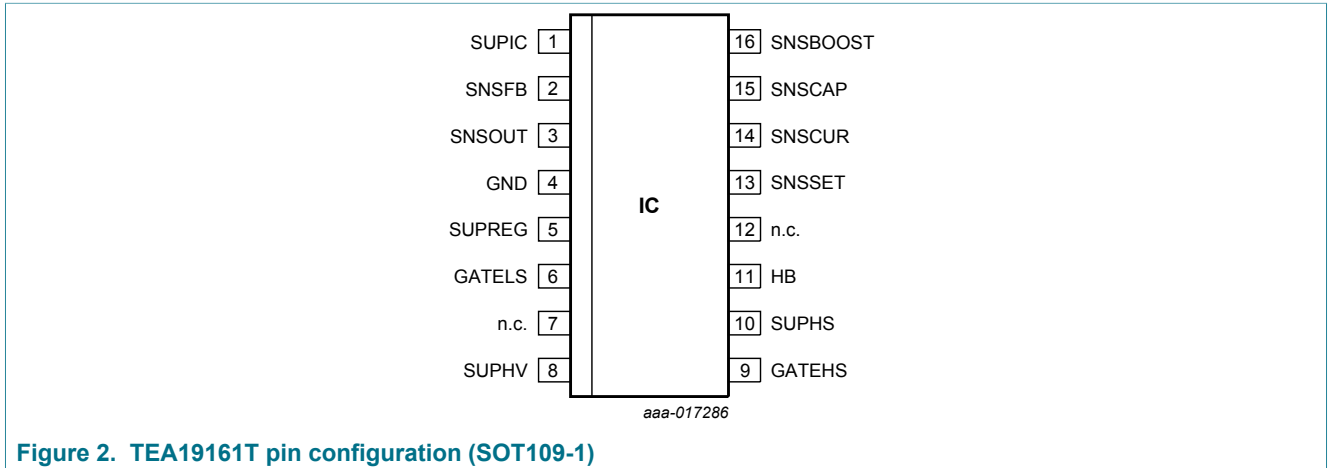 SUPIC 1 16 SNSBOOST
SNSFB 2 15 SNSCAP
SNSOUT 3 14 SNSCUR
GND 4 13 SNSSET
IC
SUPREG 5 12 n.c.
GATELS 6 11 HB
n.c. 7 10 SUPHS
SUPHV 8 9 GATEHS
aaa-017286
Figure 2. TEA19161T pin configuration (SOT109-1)